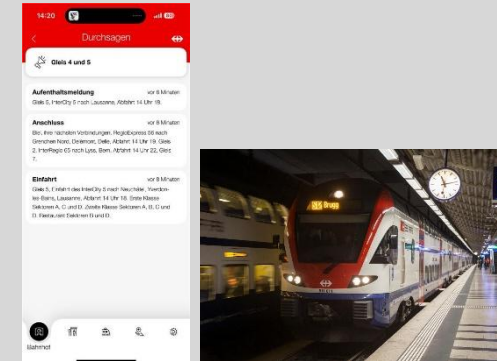 14:20
Durchsagen
Gleis 4 und 5
Aufenthaltsmeldung vor 8 Minuten
Gleis 5, InterCity 5 nach Lausanne, Abfahrt 14 Uhr 18.
Anschluss vor 8 Minuten
Biel, Ihre nächsten Verbindungen, RegioExpress 56 nach
Grenchen Nord, Delémont, Delle, Abfahrt 14 Uhr 19, Gleis
2. InterRegio 65 nach Lyss, Bern, Abfahrt 14 Uhr 22, Gleis
7.
Einfahrt vor 8 Minuten
Gleis 5, Einfahrt des InterCity 5 nach Neuchâtel, Yverdon-
les-Bains, Lausanne, Abfahrt 14 Uhr 18. Erste Klasse
Sektoren A, C und D. Zweite Klasse Sektoren A, B, C und
D. Restaurant Sektoren B und D.
Bahnhof
Brugg